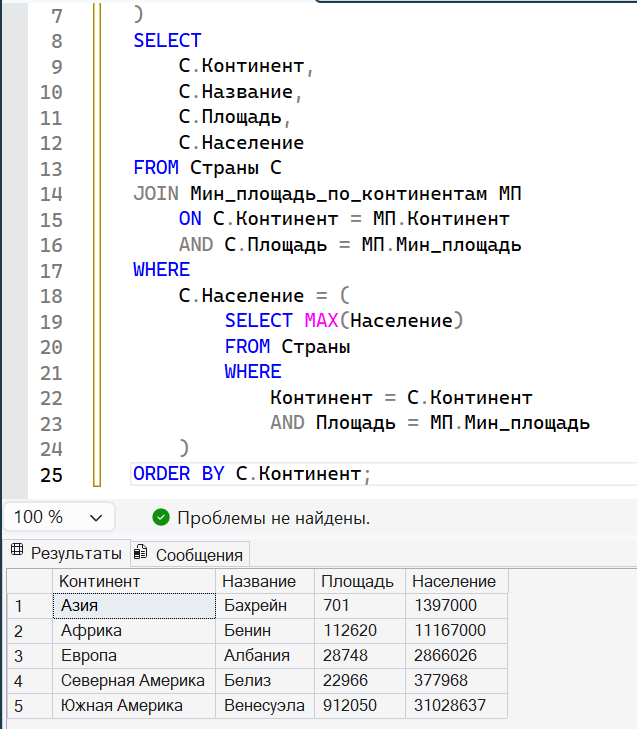 7 )
8 SELECT
9 С.Континент,
10 С.Название,
11 С.Площадь,
12 С.Население
13 FROM Страны С
14 JOIN Мин_площадь_по_континентам МП
15 ON С.Континент = МП.Континент
16 AND С.Площадь = МП.Мин_площадь
17 WHERE
18 С.Население = (
19 SELECT MAX(Население)
20 FROM Страны
21 WHERE
22 Континент = С.Континент
23 AND Площадь = МП.Мин_площадь
24 )
25 ORDER BY С.Континент;
100 % Проблемы не найдены.
Результаты Сообщения
Континент Название Площадь Население
1 Азия Бахрейн 701 1397000
2 Африка Бенин 112620 11167000
3 Европа Албания 28748 2866026
4 Северная Америка Белиз 22966 377968
5 Южная Америка Венесуэла 912050 31028637